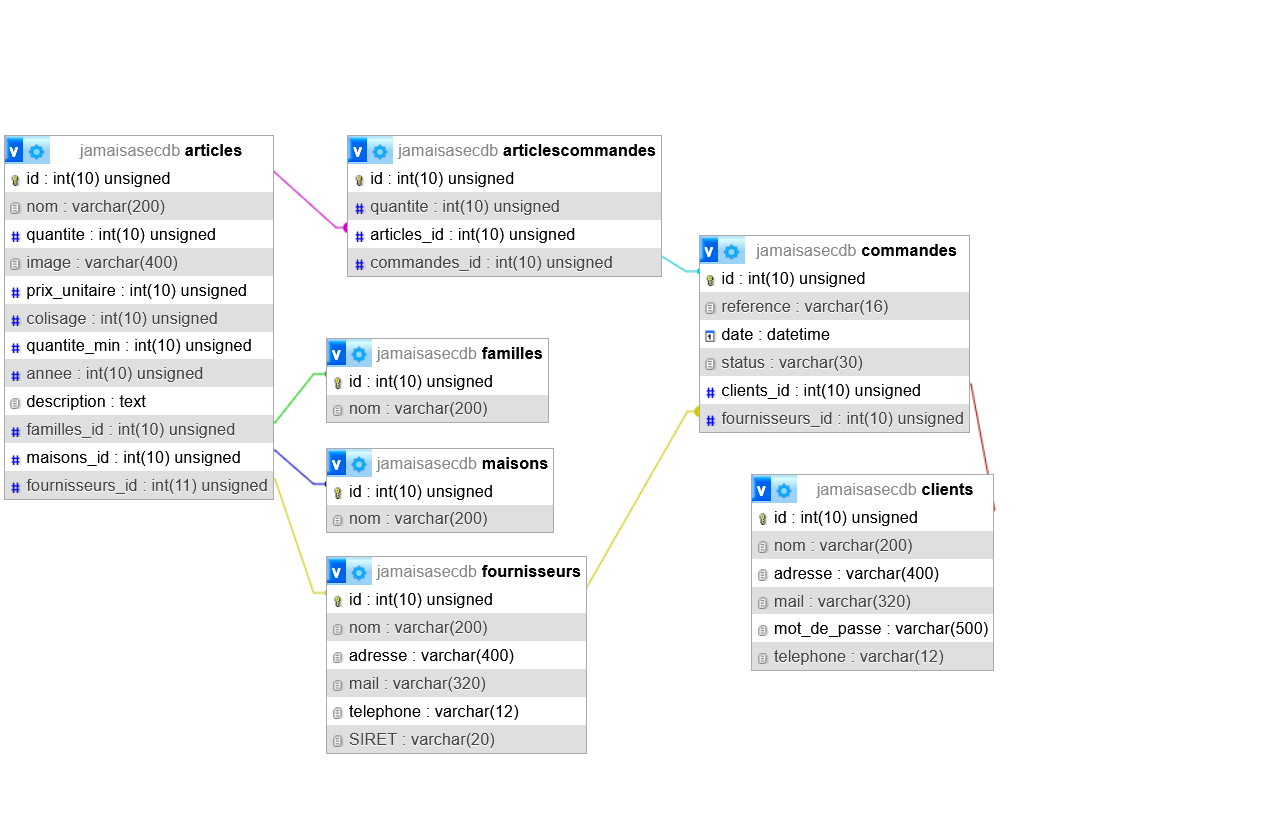 v jamaisasecdb articles
id : int(10) unsigned
nom : varchar(200)
quantite : int(10) unsigned
image : varchar(400)
prix_unitaire : int(10) unsigned
colisage : int(10) unsigned
quantite_min : int(10) unsigned
annee : int(10) unsigned
description : text
familles_id : int(10) unsigned
maisons_id : int(10) unsigned
fournisseurs_id : int(11) unsigned
v jamaisasecdb articlescommandes
id : int(10) unsigned
quantite : int(10) unsigned
articles_id : int(10) unsigned
commandes_id : int(10) unsigned
v jamaisasecdb familles
id : int(10) unsigned
nom : varchar(200)
v jamaisasecdb maisons
id : int(10) unsigned
nom : varchar(200)
v jamaisasecdb fournisseurs
id : int(10) unsigned
nom : varchar(200)
adresse : varchar(400)
mail : varchar(320)
telephone : varchar(12)
SIRET : varchar(20)
v jamaisasecdb commandes
id : int(10) unsigned
reference : varchar(16)
date : datetime
status : varchar(30)
clients_id : int(10) unsigned
fournisseurs_id : int(10) unsigned
v jamaisasecdb clients
id : int(10) unsigned
nom : varchar(200)
adresse : varchar(400)
mail : varchar(320)
mot_de_passe : varchar(500)
telephone : varchar(12)